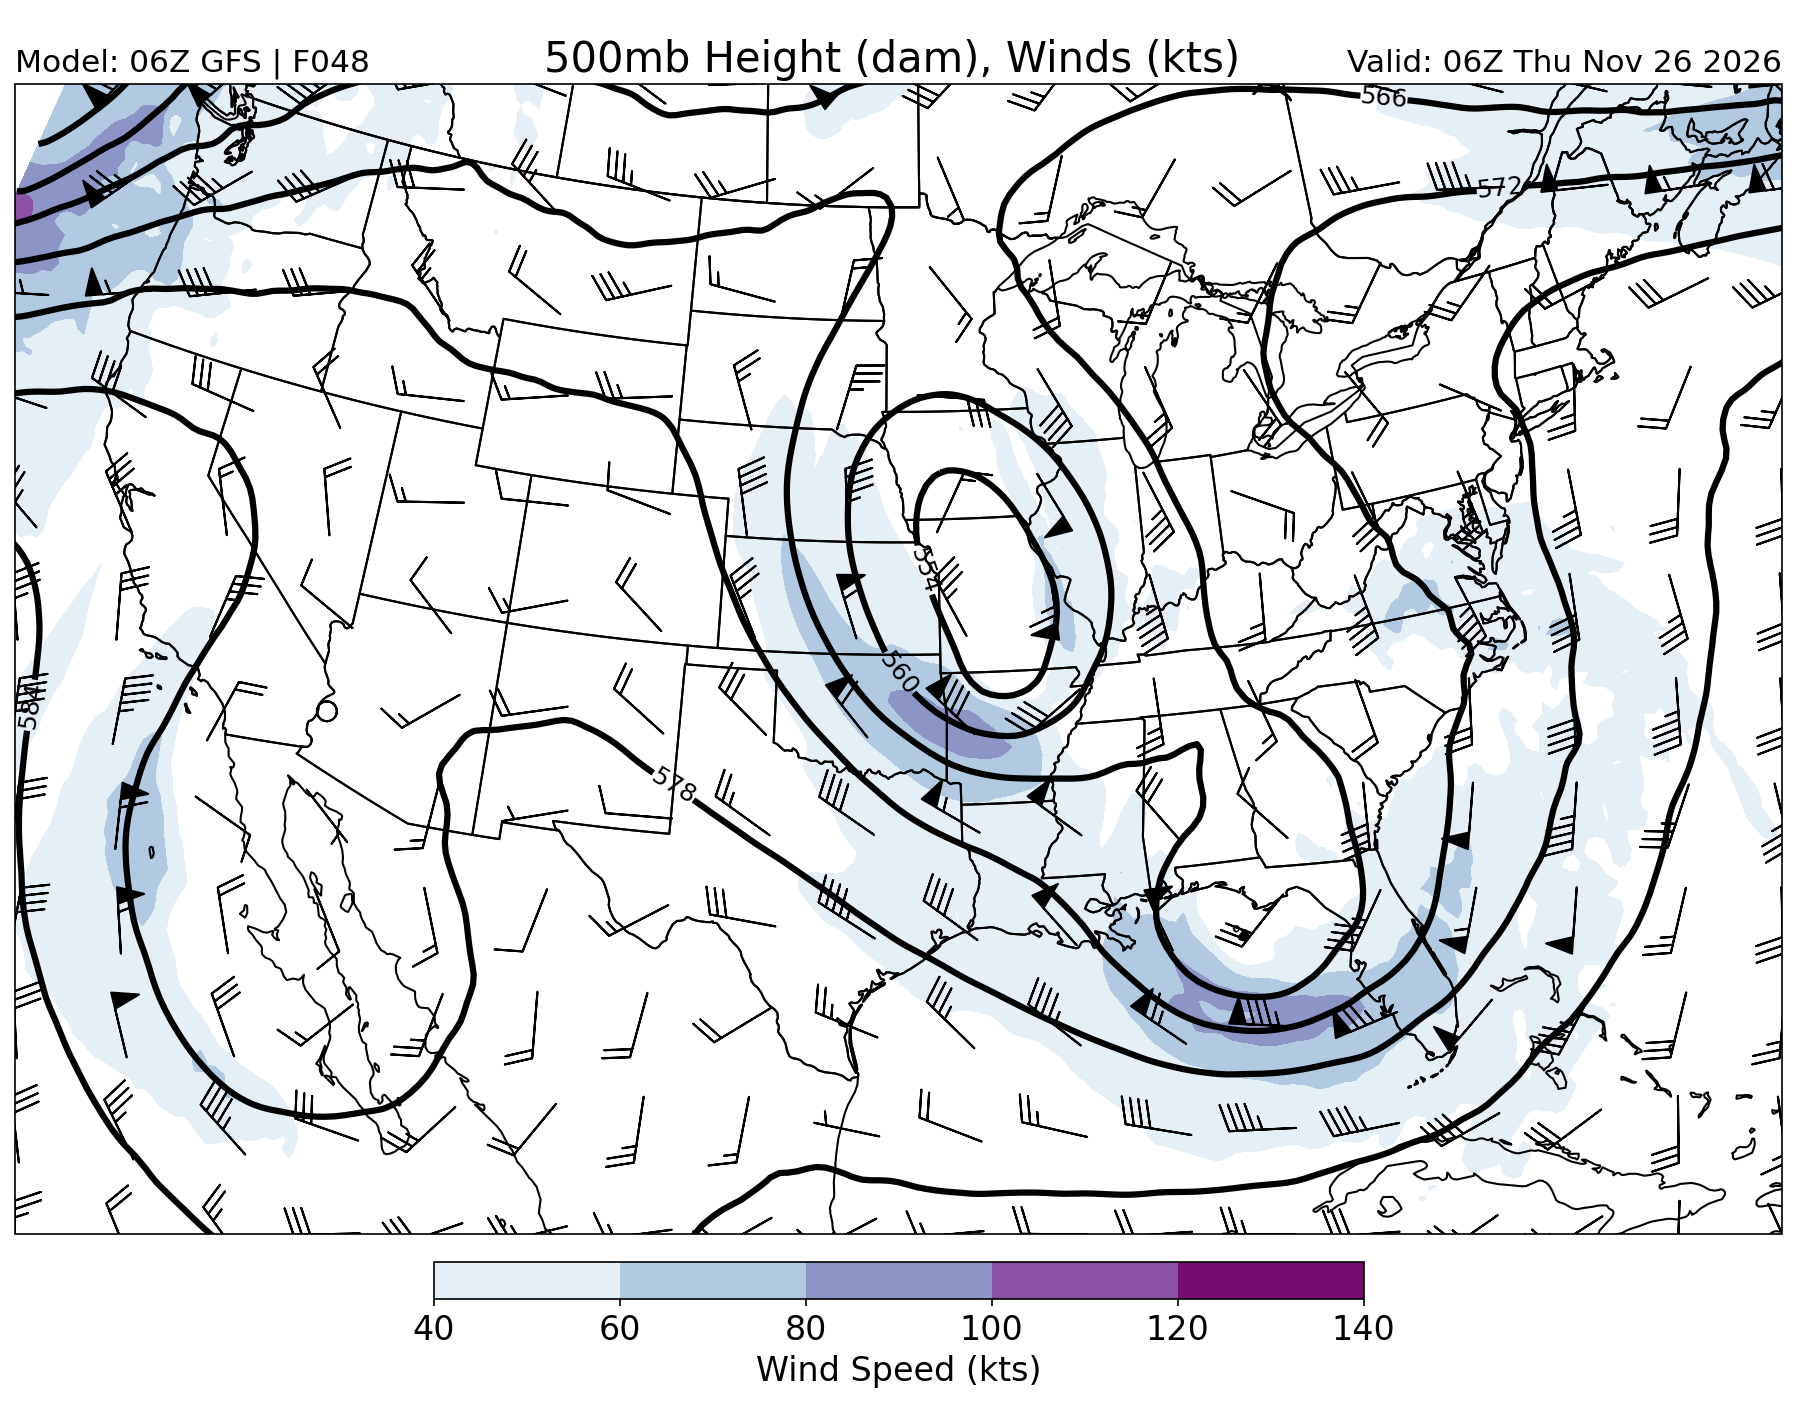 Model: 06Z GFS | F048
500mb Height (dam), Winds (kts)
Valid: 06Z Thu Nov 26 2026
566
572
554
560
584
578
40 60 80 100 120 140
Wind Speed (kts)